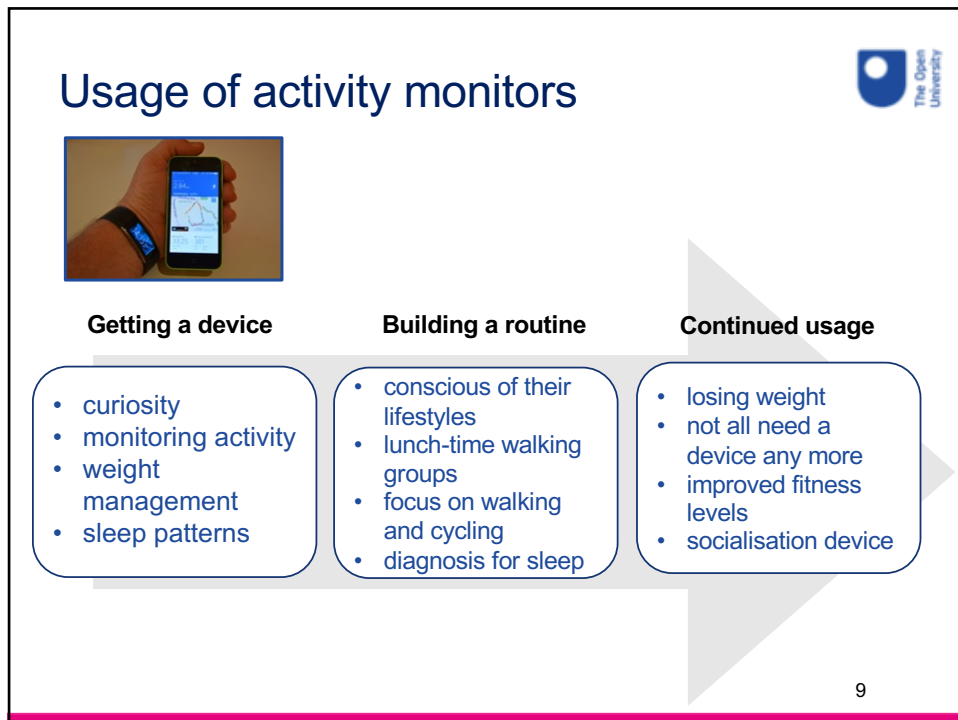 Usage of activity monitors
The Open
University
Getting a device
• curiosity
• monitoring activity
• weight
management
• sleep patterns
Building a routine
• conscious of their
lifestyles
• lunch-time walking
groups
• focus on walking
and cycling
• diagnosis for sleep
Continued usage
• losing weight
• not all need a
device any more
• improved fitness
levels
• socialisation device
9